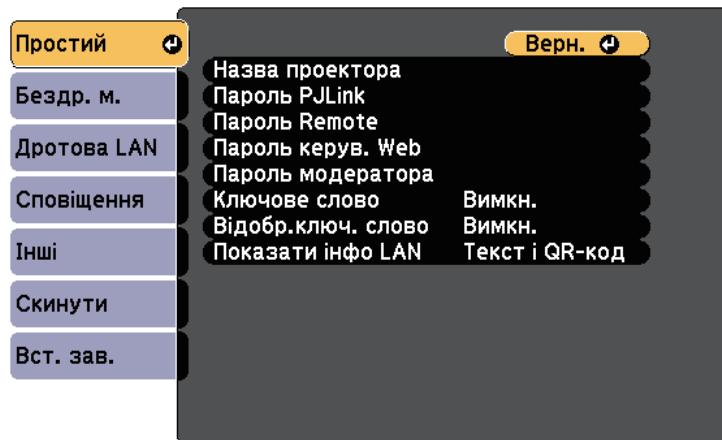 Простий
Бездр. м.
Дротова LAN
Сповіщення
Інші
Скинути
Вст. зав.
Верн.
Назва проектора
Пароль PJLink
Пароль Remote
Пароль керув. Web
Пароль модератора
Ключове слово Вимкн.
Відобр.ключ. слово Вимкн.
Показати інфо LAN Текст і QR-код